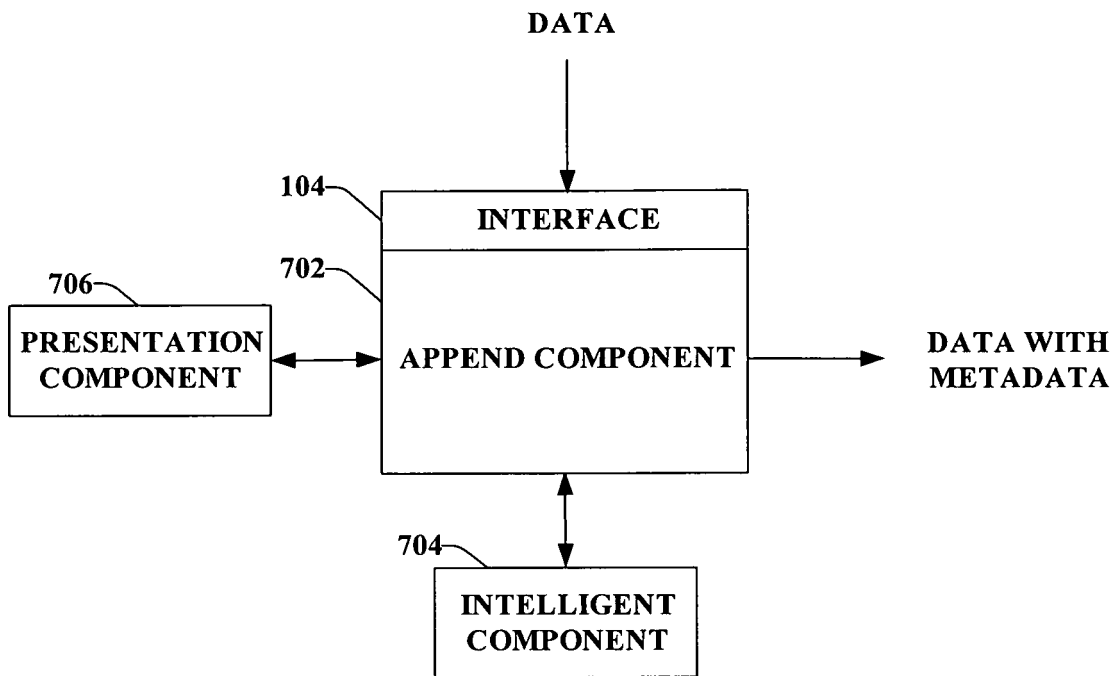 DATA
104
INTERFACE
702
706
PRESENTATION
COMPONENT
APPEND COMPONENT
DATA WITH
METADATA
704
INTELLIGENT
COMPONENT